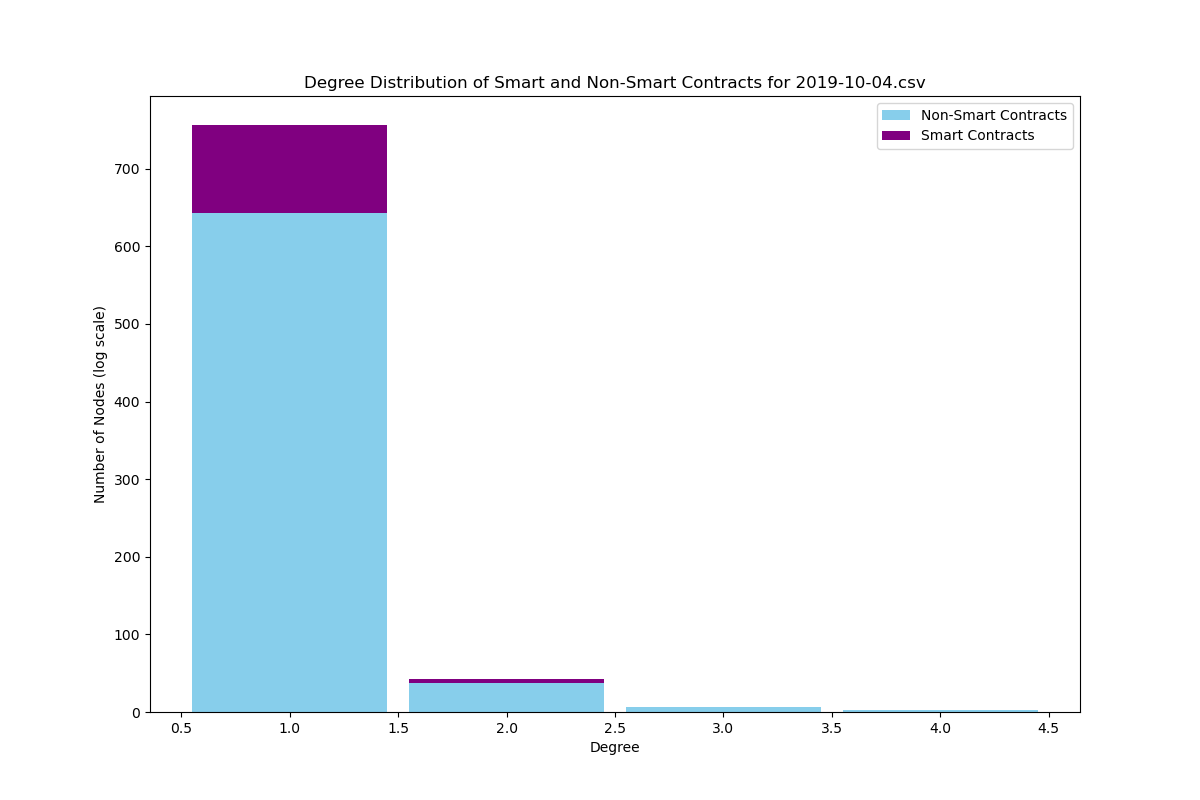 Degree Distribution of Smart and Non-Smart Contracts for 2019-10-04.csv
Non-Smart Contracts
Smart Contracts
Number of Nodes (log scale)
700
600
500
400
300
200
100
0
0.5 1.0 1.5 2.0 2.5 3.0 3.5 4.0 4.5
Degree